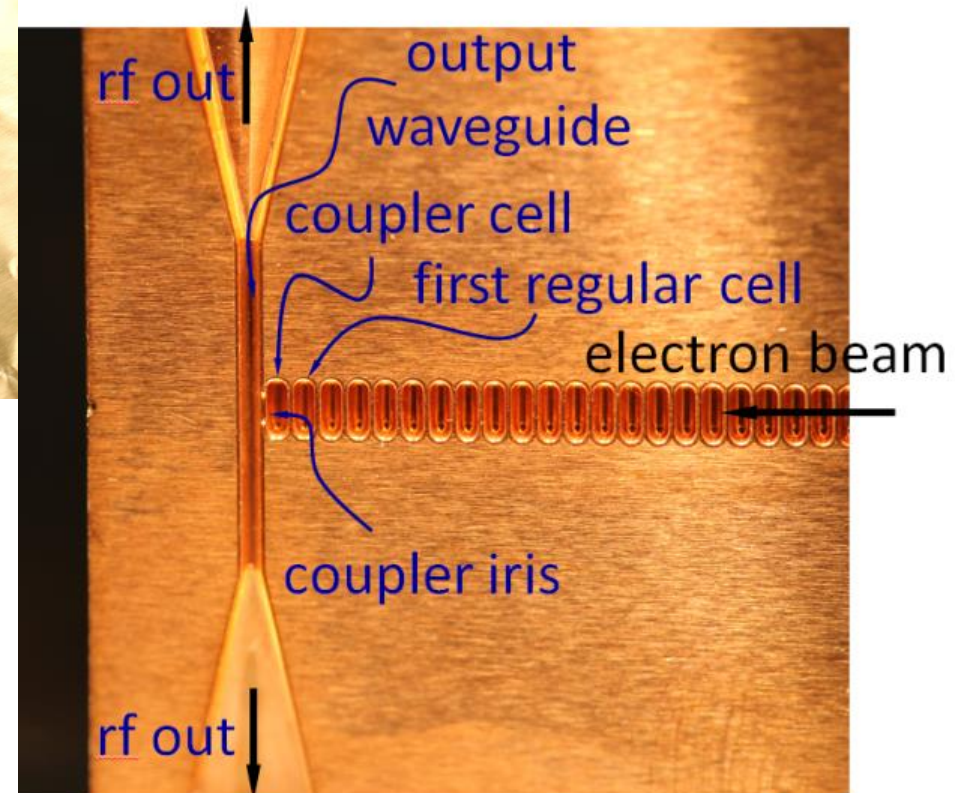 rf out
output
waveguide
coupler cell
first regular cell
electron beam
coupler iris
rf out